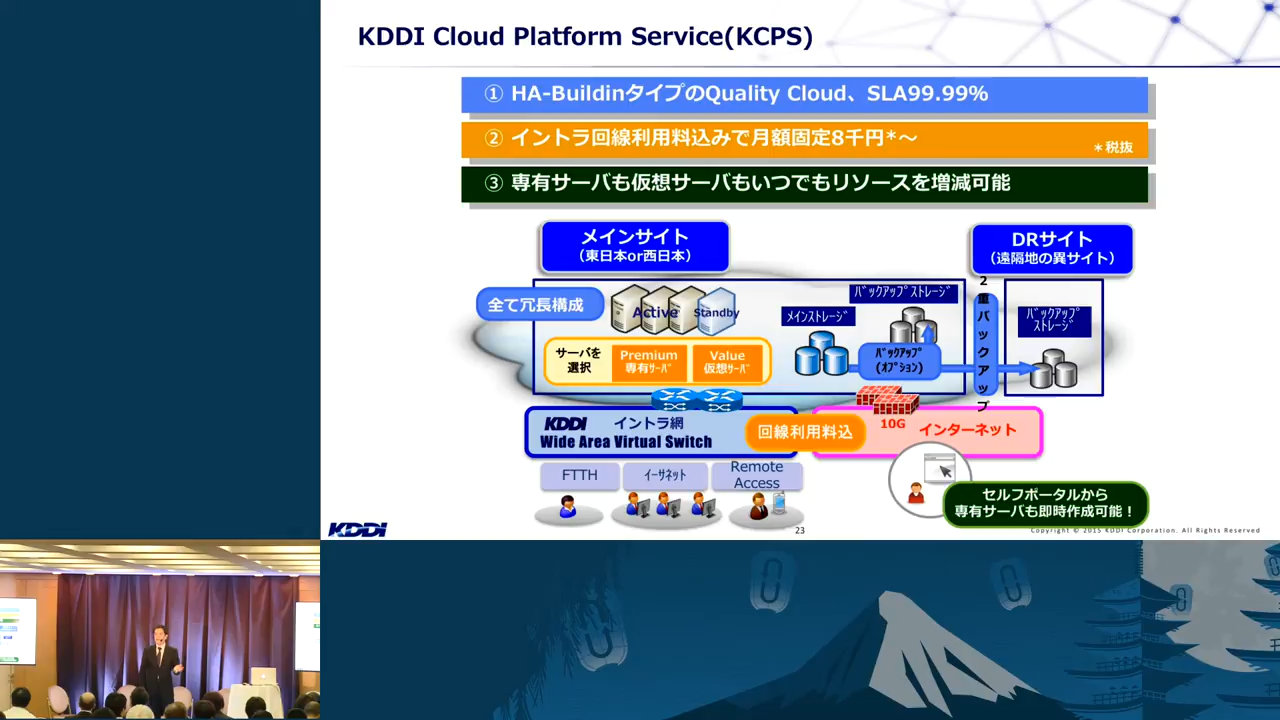 KDDI Cloud Platform Service(KCPS)
① HA-BuildinタイプのQuality Cloud、SLA99.99%
② イントラ回線利用料込みで月額固定8千円*～
＊税抜
③ 専有サーバも仮想サーバもいつでもリソースを増減可能
メインサイト
（東日本or西日本）
DRサイト
（遠隔地の異サイト）
全て冗長構成
Active
Standby
メインストレージ
バックアップストレージ
2重バックアップ
バックアップ
ストレージ
サーバを
選択
Premium
専有サーバ
Value
仮想サーバ
バックアップ
(オプション)
KDDI イントラ網
Wide Area Virtual Switch
回線利用料込
10G
インターネット
FTTH
イーサネット
Remote
Access
セルフポータルから
専有サーバも即時作成可能！
KDDI
23
Copyright © 2015 KDDI Corporation. All Rights Reserved